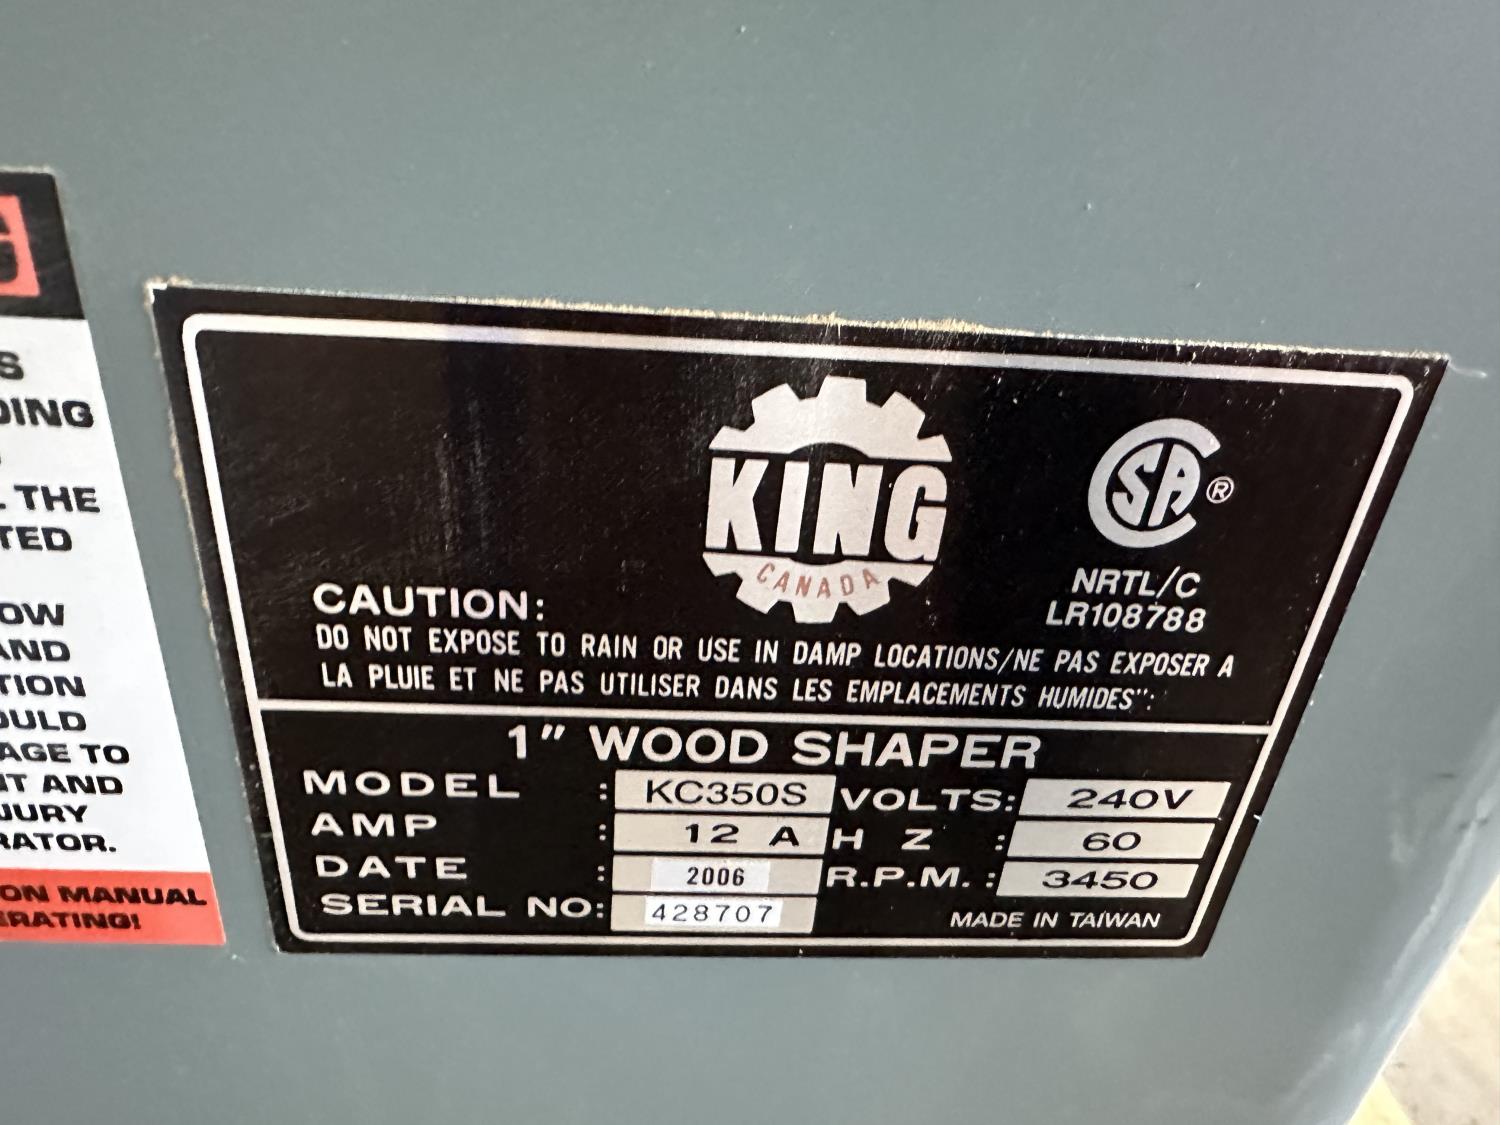 S
DING
. THE
TED
OW
AND
TION
OULD
AGE TO
NT AND
JURY
RATOR.
ON MANUAL
ERATING!
KING
CANADA
CSA®
NRTL/C
LR108788
CAUTION:
DO NOT EXPOSE TO RAIN OR USE IN DAMP LOCATIONS/NE PAS EXPOSER A
LA PLUIE ET NE PAS UTILISER DANS LES EMPLACEMENTS HUMIDES":
1" WOOD SHAPER
MODEL : KC350S VOLTS: 240V
AMP : 12 A H Z : 60
DATE : 2006 R.P.M. : 3450
SERIAL NO: 428707 MADE IN TAIWAN